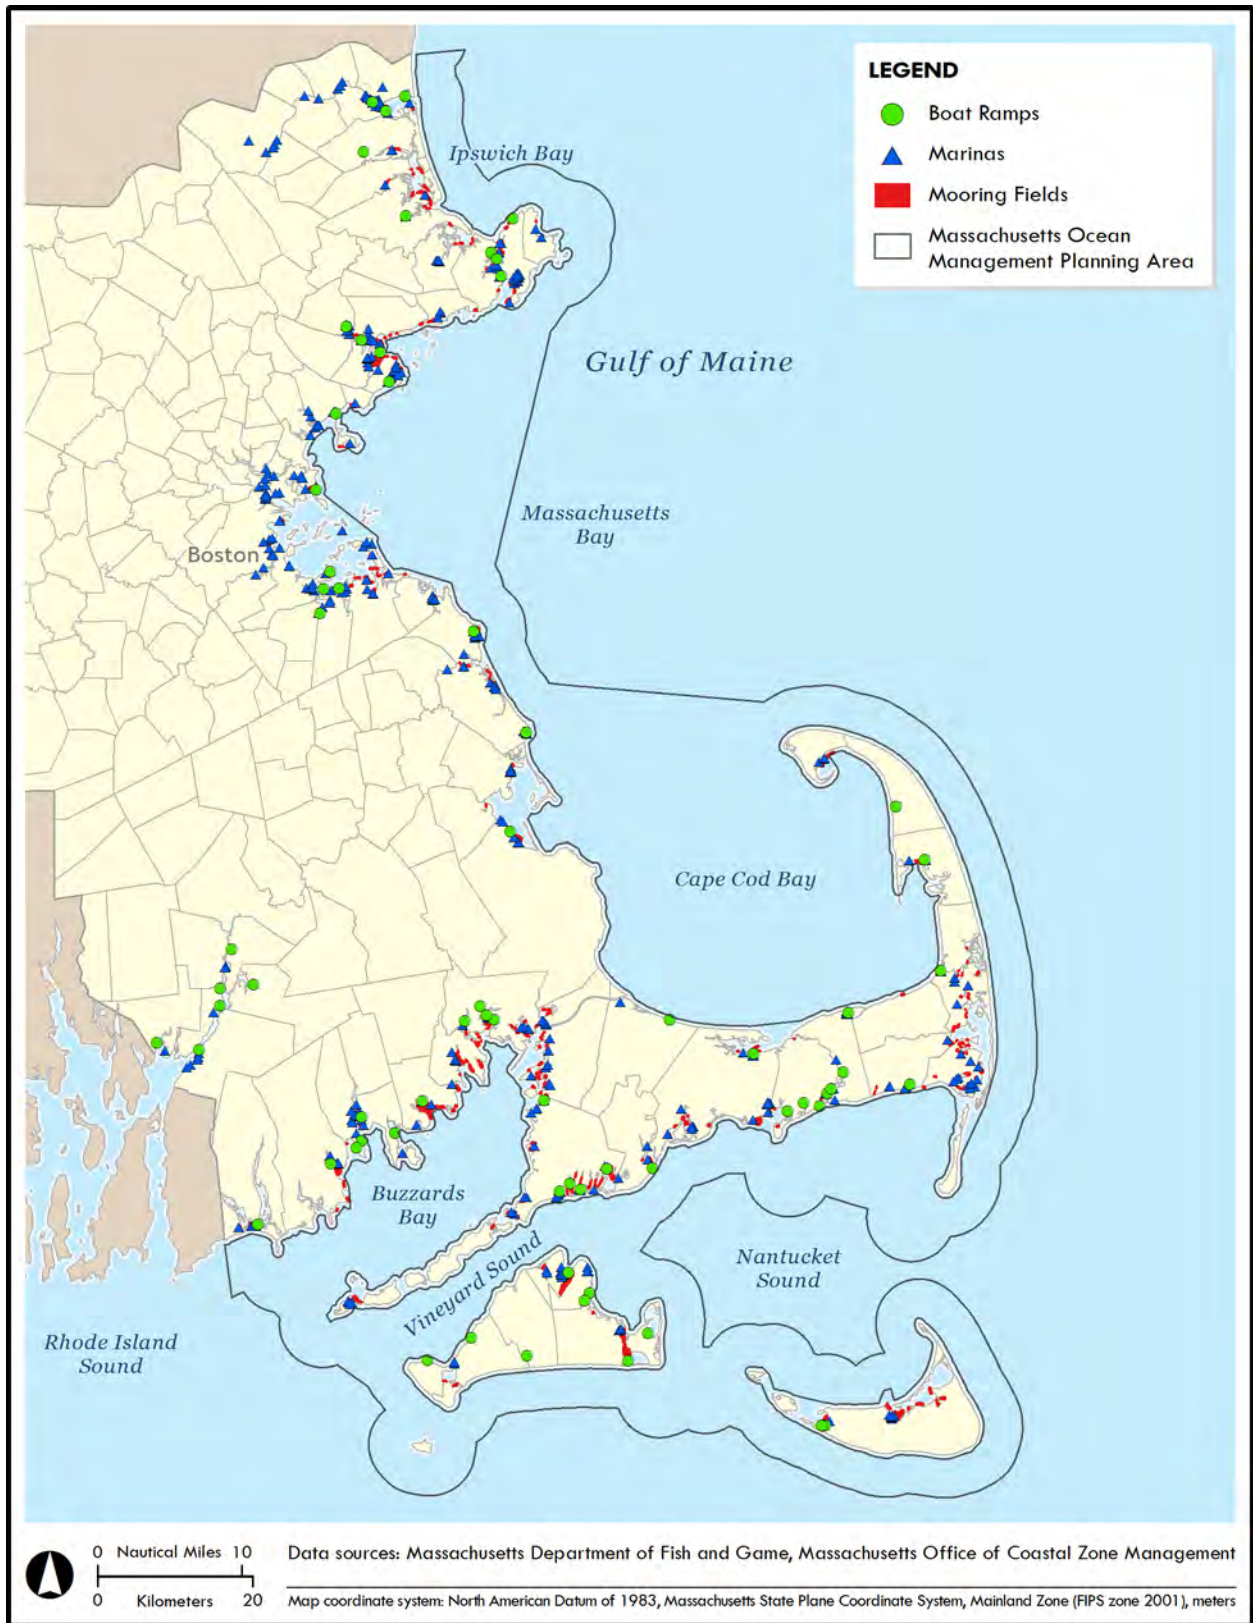 LEGEND
Boat Ramps
Marinas
Mooring Fields
Massachusetts Ocean
Management Planning Area
Ipswich Bay
Gulf of Maine
Massachusetts
Bay
Boston
Cape Cod Bay
Buzzards
Bay
Vineyard Sound
Nantucket
Sound
Rhode Island
Sound
0 Nautical Miles 10
0 Kilometers 20
Data sources: Massachusetts Department of Fish and Game, Massachusetts Office of Coastal Zone Management
Map coordinate system: North American Datum of 1983, Massachusetts State Plane Coordinate System, Mainland Zone (FIPS zone 2001), meters